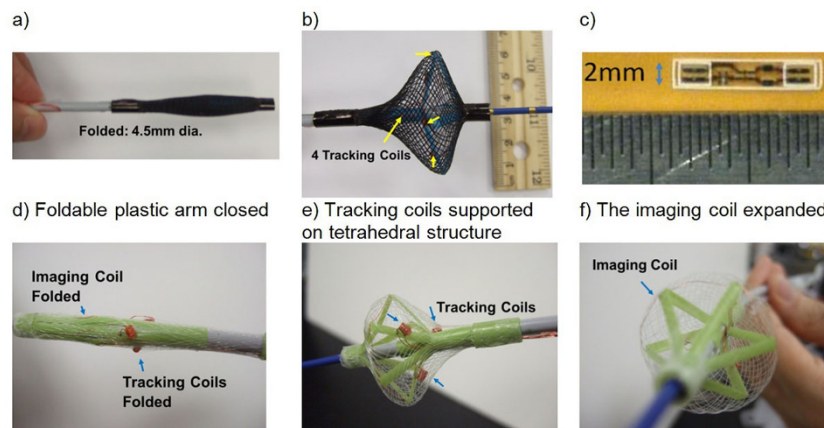 a)
b)
c)
Folded: 4.5mm dia.
4 Tracking Coils
2mm
d) Foldable plastic arm closed
e) Tracking coils supported
on tetrahedral structure
f) The imaging coil expanded
Imaging Coil
Folded
Tracking Coils
Folded
Tracking Coils
Imaging Coil